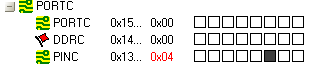 PORTC
PORTC 0x15... 0x00
DDRC 0x14... 0x00
PINC 0x13... 0x04